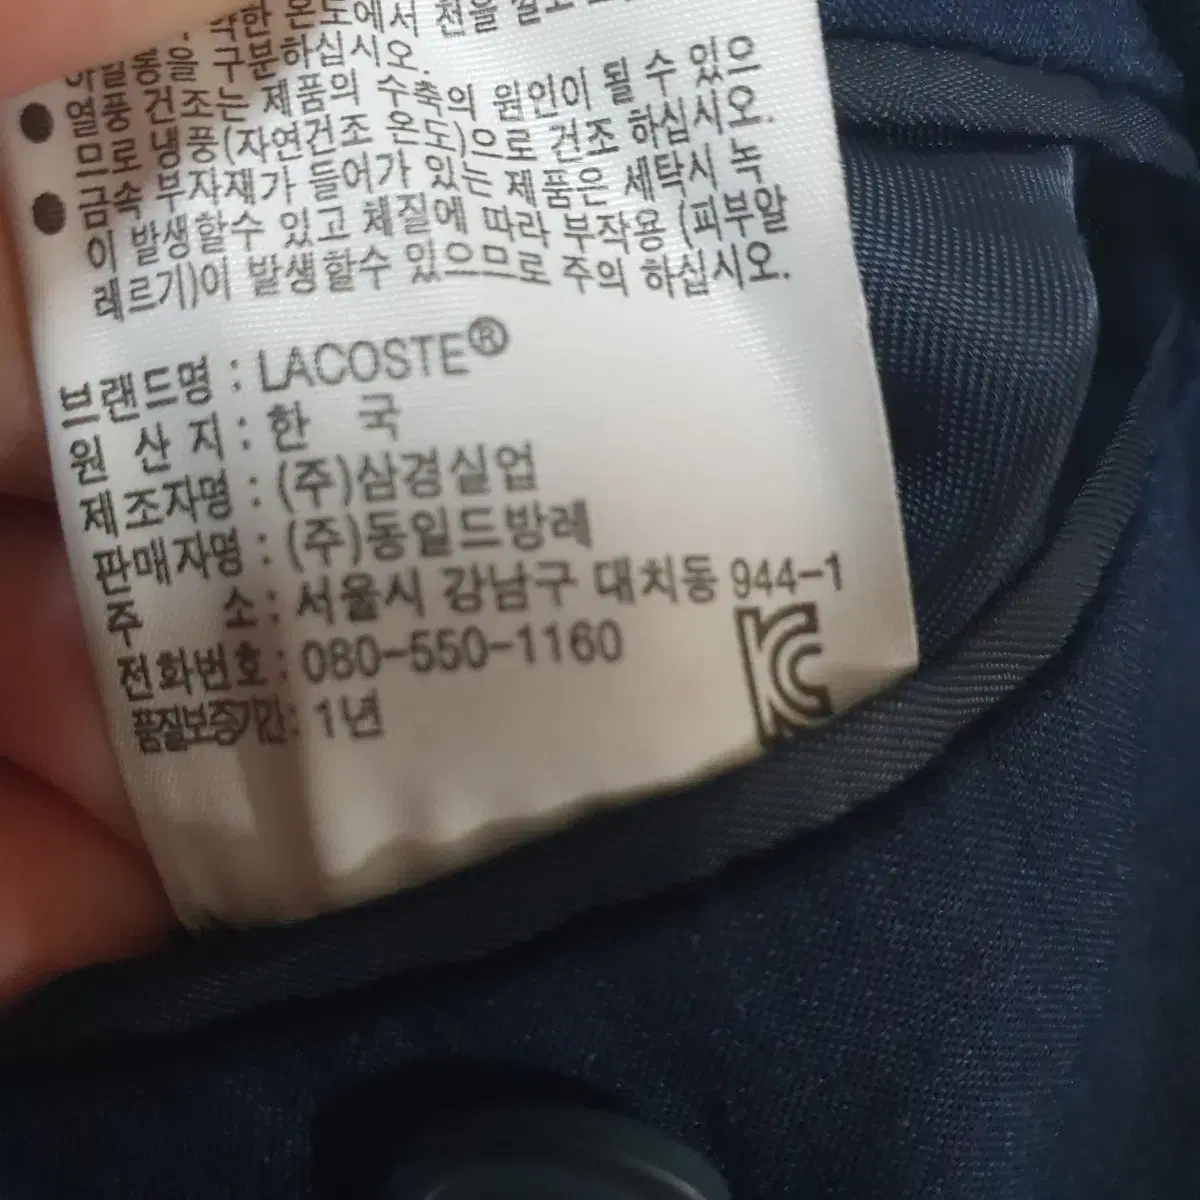 온도에서
을 구분하십시오.
● 열풍건조는 제품의 수축의 원인이 될 수 있으
므로 냉풍(자연건조 온도)으로 건조 하십시오.
● 금속부자재가 들어가 있는 제품은 세탁시 녹
이 발생할수 있고 체질에 따라 부작용 (피부알
레르기)이 발생할수 있으므로 주의 하십시오.
브랜드명 : LACOSTE®
원 산 지 : 한 국
제조자명 : (주)삼경실업
판매자명 : (주)동일드방레
주 소 : 서울시 강남구 대치동 944-1
전화번호 : 080-550-1160
품질보증기간: 1년